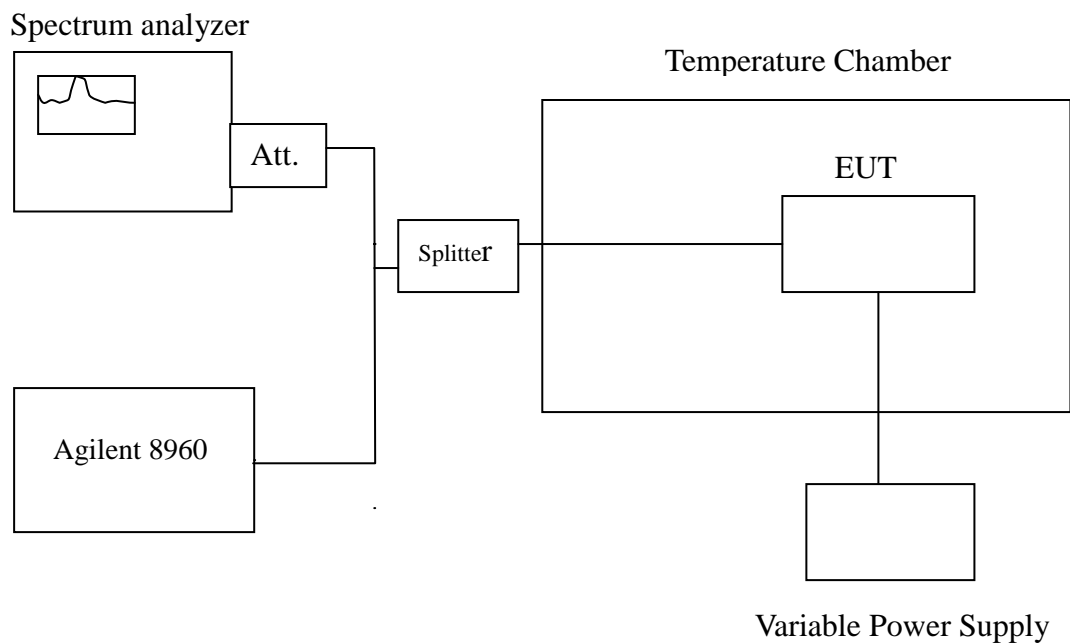 Spectrum analyzer
Temperature Chamber
Att.
EUT
Splitter
Agilent 8960
Variable Power Supply